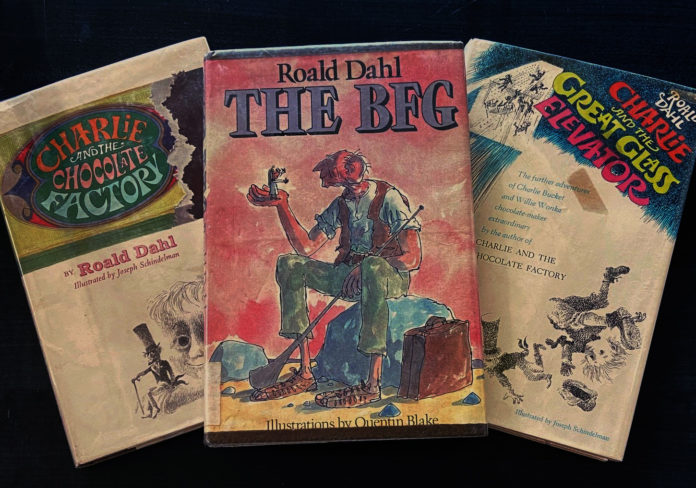 CHARLIE
AND THE
CHOCOLATE
FACTORY
BY Roald Dahl
Illustrated by Joseph Schindelman
Roald Dahl
THE BFG
Illustrations by Quentin Blake
ROALD
DAHL
CHARLIE
AND THE
GREAT GLASS
ELEVATOR
The further adventures
of Charlie Bucket
and Willie Wonka
chocolate-maker
extraordinary
by the author of
CHARLIE AND THE
CHOCOLATE FACTORY
Illustrated by Joseph Schindelman